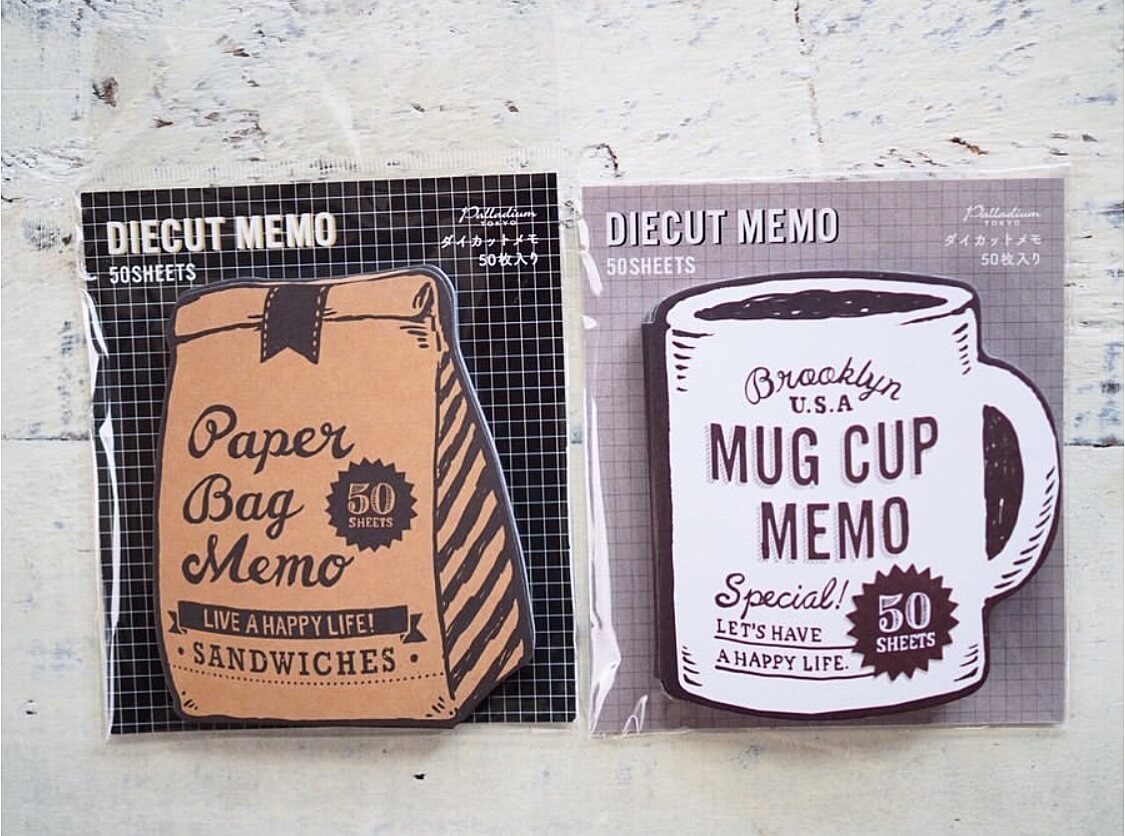 DIECUT MEMO
50SHEETS
Palladium
TOKYO
ダイカットメモ
50枚入り
Paper
Bag
Memo
50
SHEETS
LIVE A HAPPY LIFE!
• SANDWICHES •
DIECUT MEMO
50SHEETS
Palladium
TOKYO
ダイカットメモ
50枚入り
Brooklyn
U.S.A
MUG CUP
MEMO
Special!
LET'S HAVE
A HAPPY LIFE.
50
SHEETS